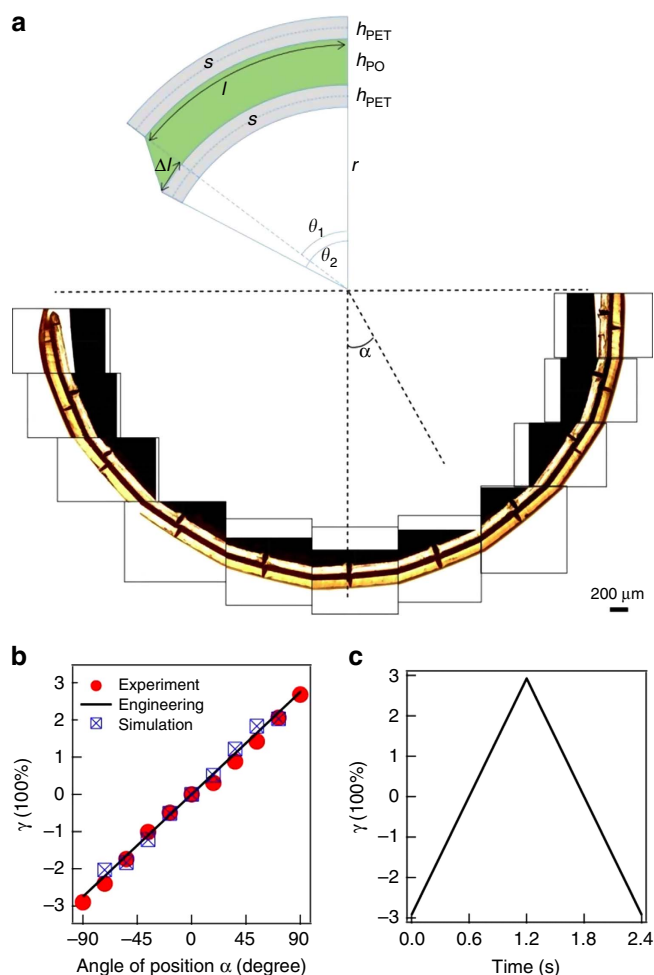 a
h_PET
s
h_PO
l
h_PET
s
Δl
r
θ_1
θ_2
α
200 µm
b
3
Experiment
2
Engineering
Simulation
1
0
−1
−2
−3
γ (100%)
−90
−45
0
45
90
Angle of position α (degree)
c
3
2
1
0
−1
−2
−3
γ (100%)
0.0
0.6
1.2
1.8
2.4
Time (s)